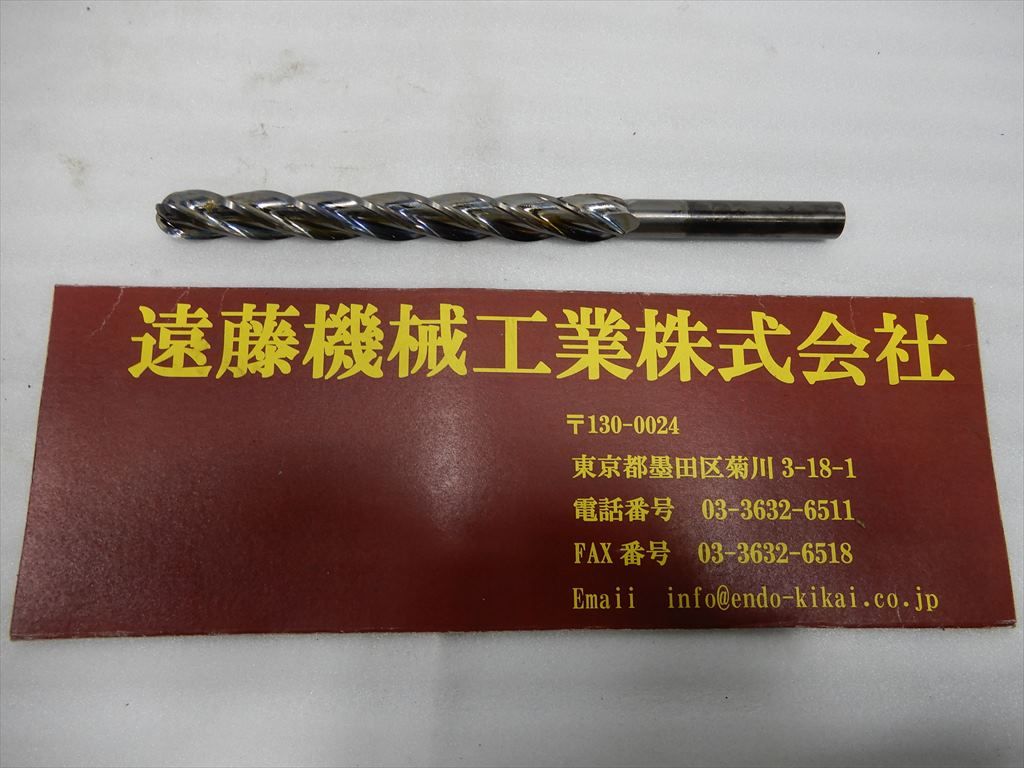 遠藤機械工業株式会社
〒130-0024
東京都墨田区菊川 3-18-1
電話番号 03-3632-6511
FAX 番号 03-3632-6518
Emaii info@endo-kikai.co.jp